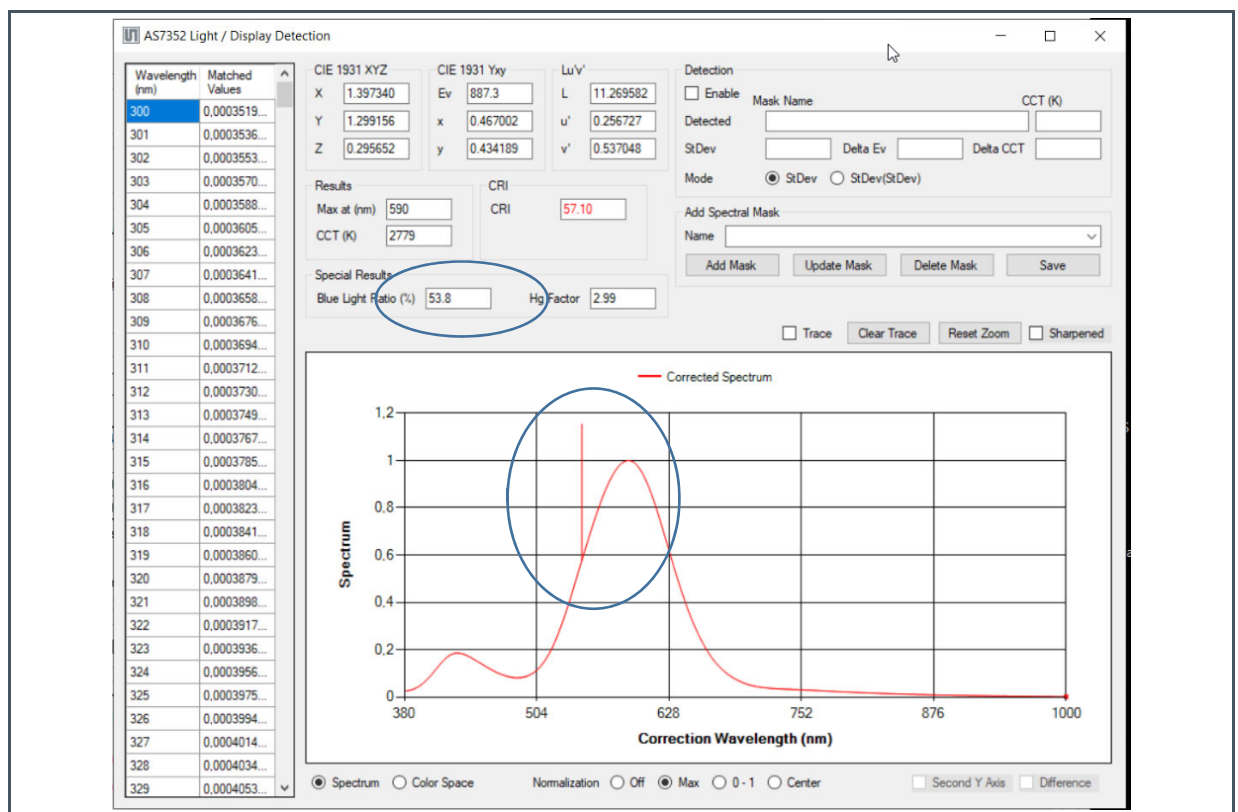 AS7352 Light / Display Detection
Wavelength (nm) Matched Values
300 0,0003519...
301 0,0003536...
302 0,0003553...
303 0,0003570...
304 0,0003588...
305 0,0003605...
306 0,0003623...
307 0,0003641...
308 0,0003658...
309 0,0003676...
310 0,0003694...
311 0,0003712...
312 0,0003730...
313 0,0003749...
314 0,0003767...
315 0,0003785...
316 0,0003804...
317 0,0003823...
318 0,0003841...
319 0,0003860...
320 0,0003879...
321 0,0003898...
322 0,0003917...
323 0,0003936...
324 0,0003956...
325 0,0003975...
326 0,0003994...
327 0,0004014...
328 0,0004034...
329 0,0004053...
CIE 1931 XYZ
X 1.397340
Y 1.299156
Z 0.295652
CIE 1931 Yxy
Ev 887.3
x 0.467002
y 0.434189
Lu'v'
L 11.269582
u' 0.256727
v' 0.537048
Results
Max at (nm) 590
CCT (K) 2779
CRI
CRI 57.10
Special Results
Blue Light Ratio (%) 53.8 Hg Factor 2.99
Detection
Enable Mask Name CCT (K)
Detected
StDev Delta Ev Delta CCT
Mode StDev StDev(StDev)
Add Spectral Mask
Name
Add Mask Update Mask Delete Mask Save
Trace Clear Trace Reset Zoom Sharpened
Corrected Spectrum
Spectrum
1,2
1
0,8
0,6
0,4
0,2
0
380 504 628 752 876 1000
Correction Wavelength (nm)
Spectrum Color Space Normalization Off Max 0 - 1 Center Second Y Axis Difference